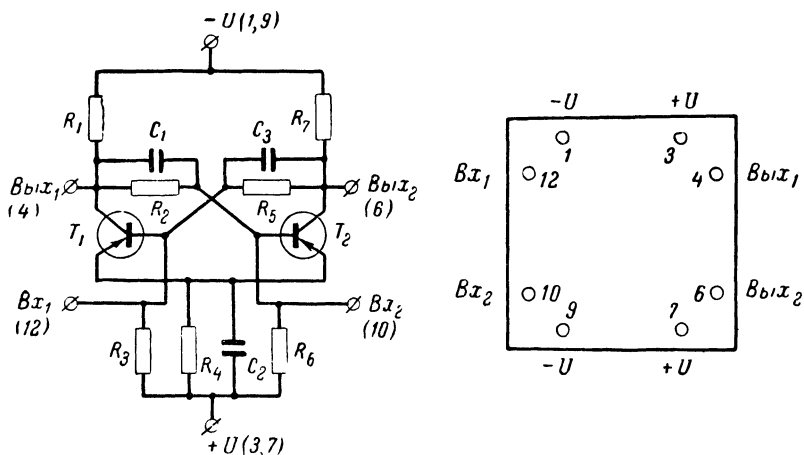 – U (1,9)
R₁
C₁
C₃
R₇
Вых₁
(4)
R₂
R₅
Вых₂
(6)
T₁
T₂
Вх₁
(12)
Вх₂
(10)
R₃
R₄
C₂
R₆
+ U (3,7)
–U
+U
1
3
Вх₁
12
4
Вых₁
Вх₂
10
6
Вых₂
9
7
–U
+U